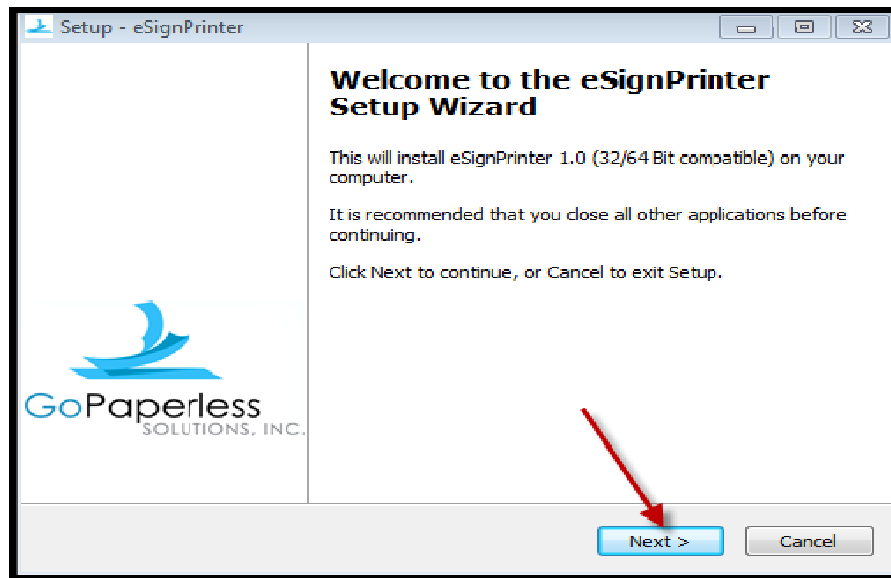 Setup - eSignPrinter
Welcome to the eSignPrinter
Setup Wizard
This will install eSignPrinter 1.0 (32/64 Bit compatible) on your
computer.
It is recommended that you close all other applications before
continuing.
Click Next to continue, or Cancel to exit Setup.
GoPaperless
SOLUTIONS, INC.
Next >
Cancel